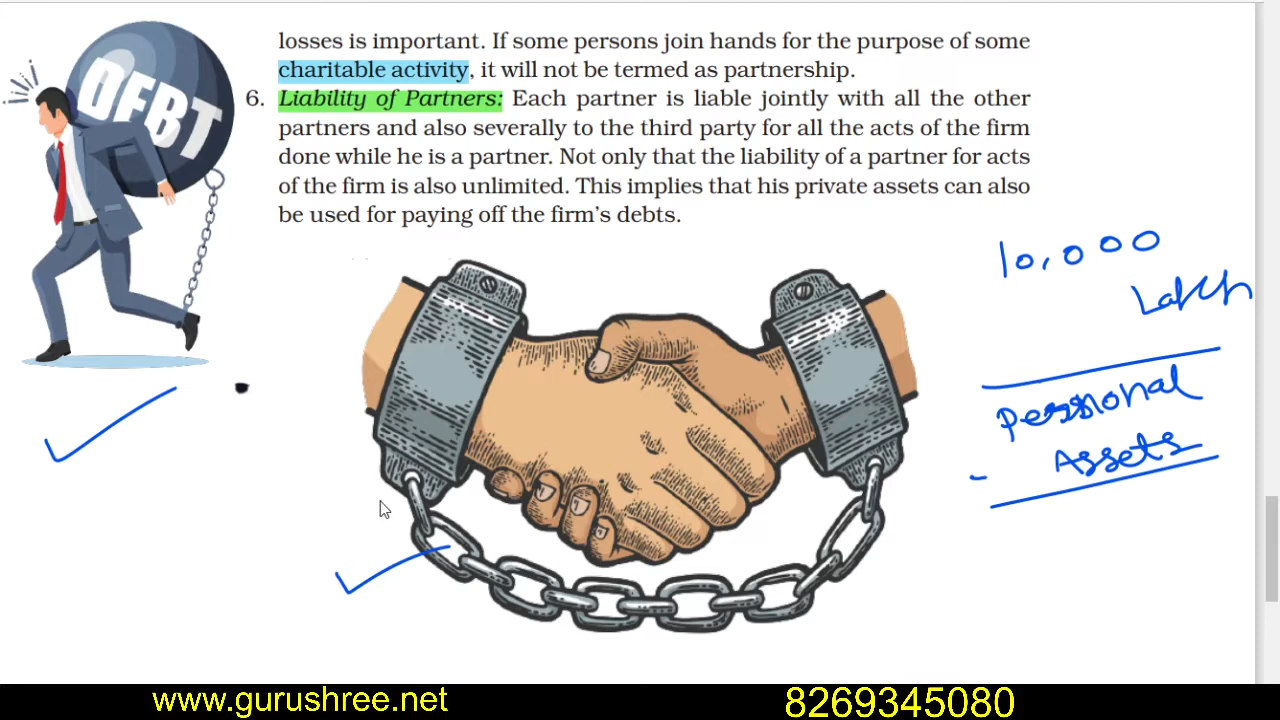 losses is important. If some persons join hands for the purpose of some
charitable activity, it will not be termed as partnership.
6. Liability of Partners: Each partner is liable jointly with all the other
partners and also severally to the third party for all the acts of the firm
done while he is a partner. Not only that the liability of a partner for acts
of the firm is also unlimited. This implies that his private assets can also
be used for paying off the firm’s debts.
DEBT
10,000
Personal
Assets
www.gurushree.net
8269345080